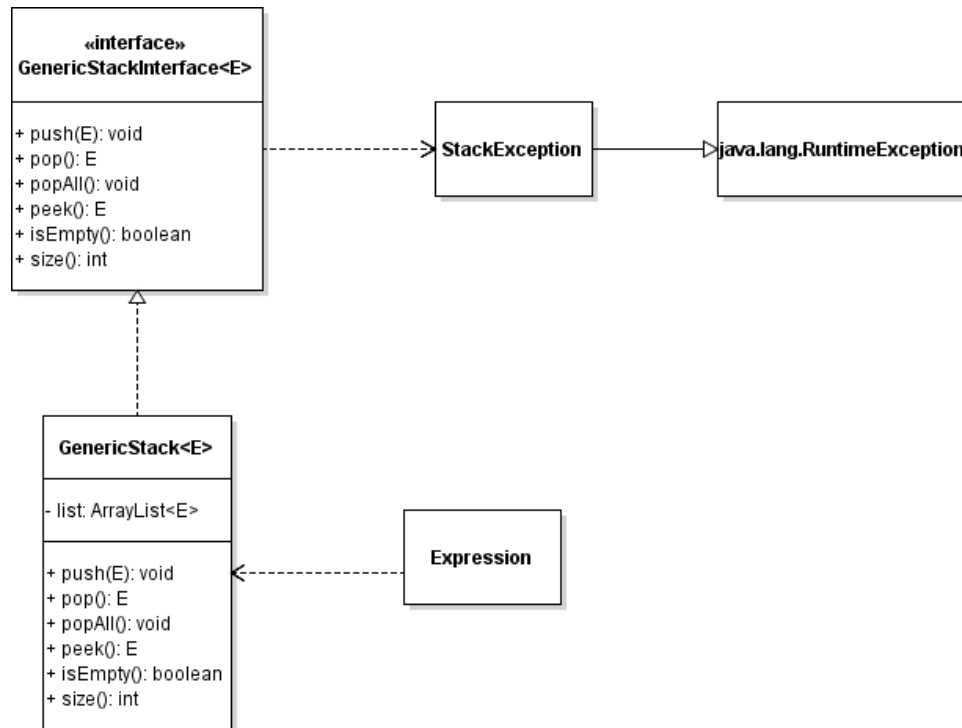 «interface»
GenericStackInterface<E>
+ push(E): void
+ pop(): E
+ popAll(): void
+ peek(): E
+ isEmpty(): boolean
+ size(): int
StackException
java.lang.RuntimeException
GenericStack<E>
- list: ArrayList<E>
+ push(E): void
+ pop(): E
+ popAll(): void
+ peek(): E
+ isEmpty(): boolean
+ size(): int
Expression